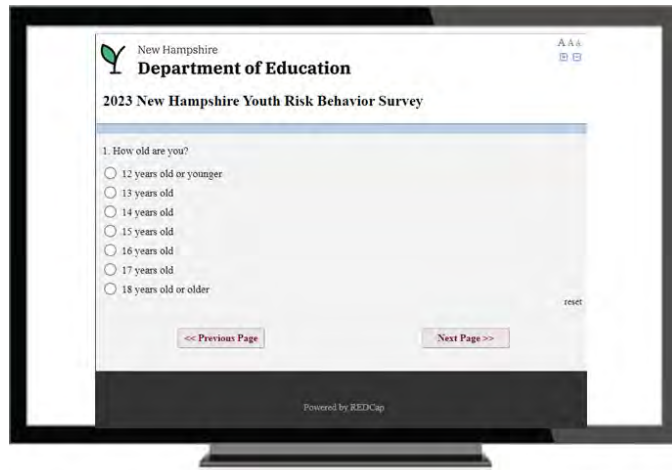 New Hampshire
Department of Education
A A A
2023 New Hampshire Youth Risk Behavior Survey
1. How old are you?
12 years old or younger
13 years old
14 years old
15 years old
16 years old
17 years old
18 years old or older
reset
<< Previous Page
Next Page >>
Powered by REDCap